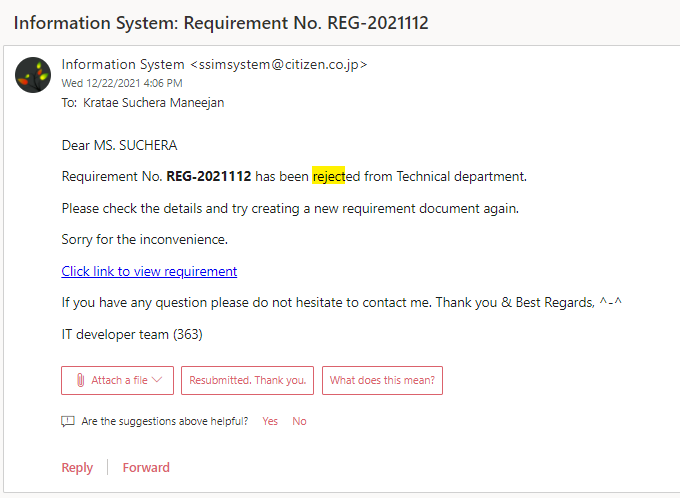 Information System: Requirement No. REG-2021112
Information System <ssimsystem@citizen.co.jp>
Wed 12/22/2021 4:06 PM
To: Kratae Suchera Maneejan
Dear MS. SUCHERA
Requirement No. REG-2021112 has been rejected from Technical department.
Please check the details and try creating a new requirement document again.
Sorry for the inconvenience.
Click link to view requirement
If you have any question please do not hesitate to contact me. Thank you & Best Regards, ^-^
IT developer team (363)
Attach a file Resubmitted. Thank you. What does this mean?
Are the suggestions above helpful? Yes No
Reply Forward